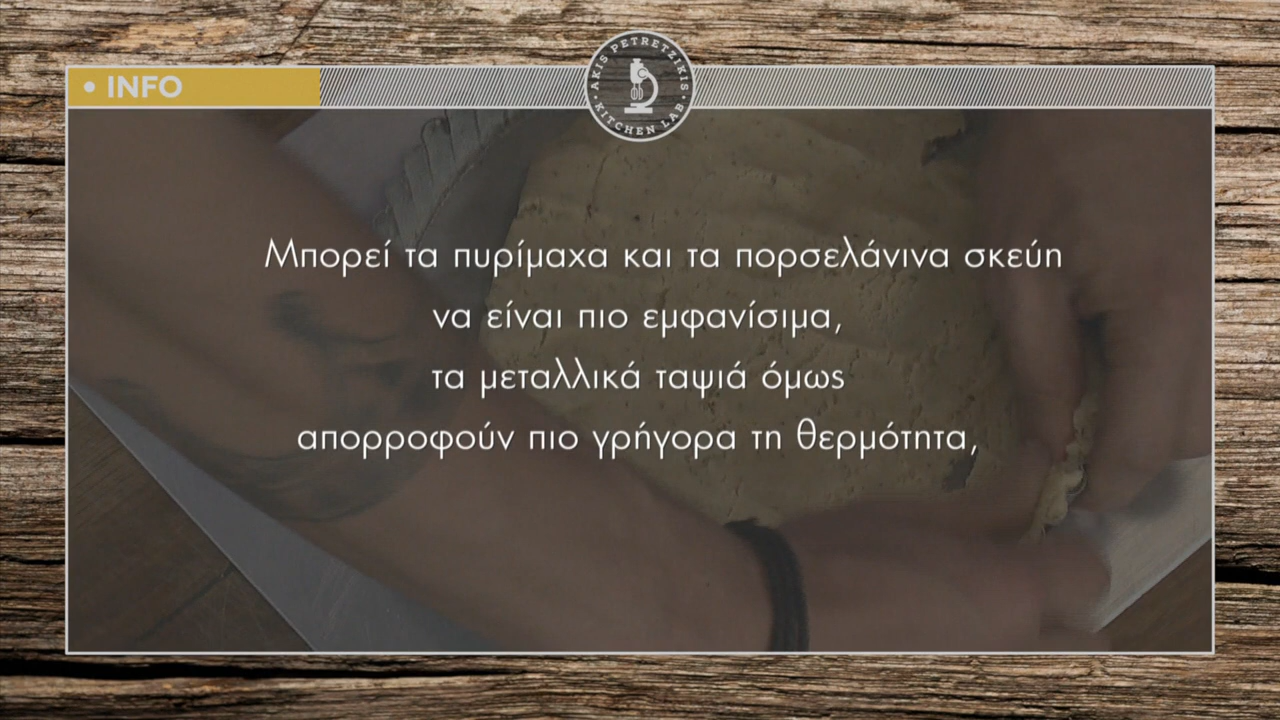 • INFO
AKIS PETRETZIKIS
• KITCHEN LAB •
Μπορεί τα πυρίμαχα και τα πορσελάνινα σκεύη
να είναι πιο εμφανίσιμα,
τα μεταλλικά ταψιά όμως
απορροφούν πιο γρήγορα τη θερμότητα,